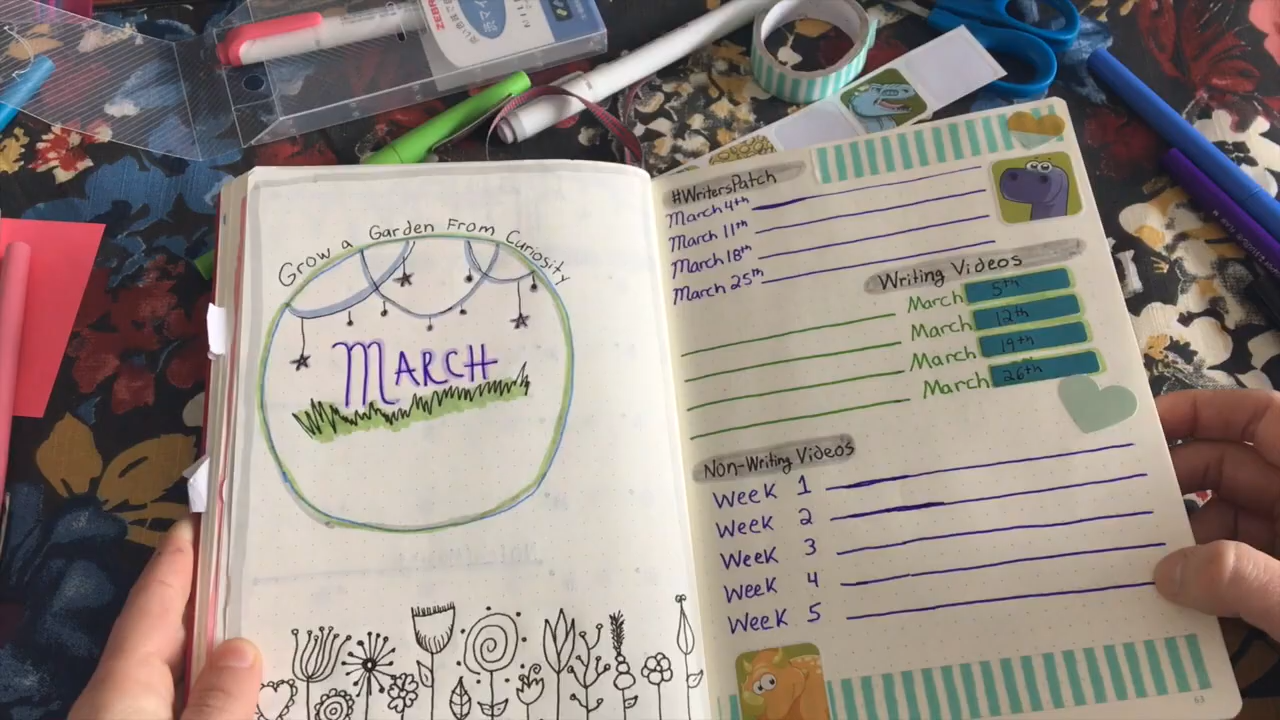 Grow a Garden From Curiosity
MARCH
#WritersPatch
March 4th
March 11th
March 18th
March 25th
Writing Videos
March 5th
March 12th
March 19th
March 26th
Non-Writing Videos
Week 1
Week 2
Week 3
Week 4
Week 5
63